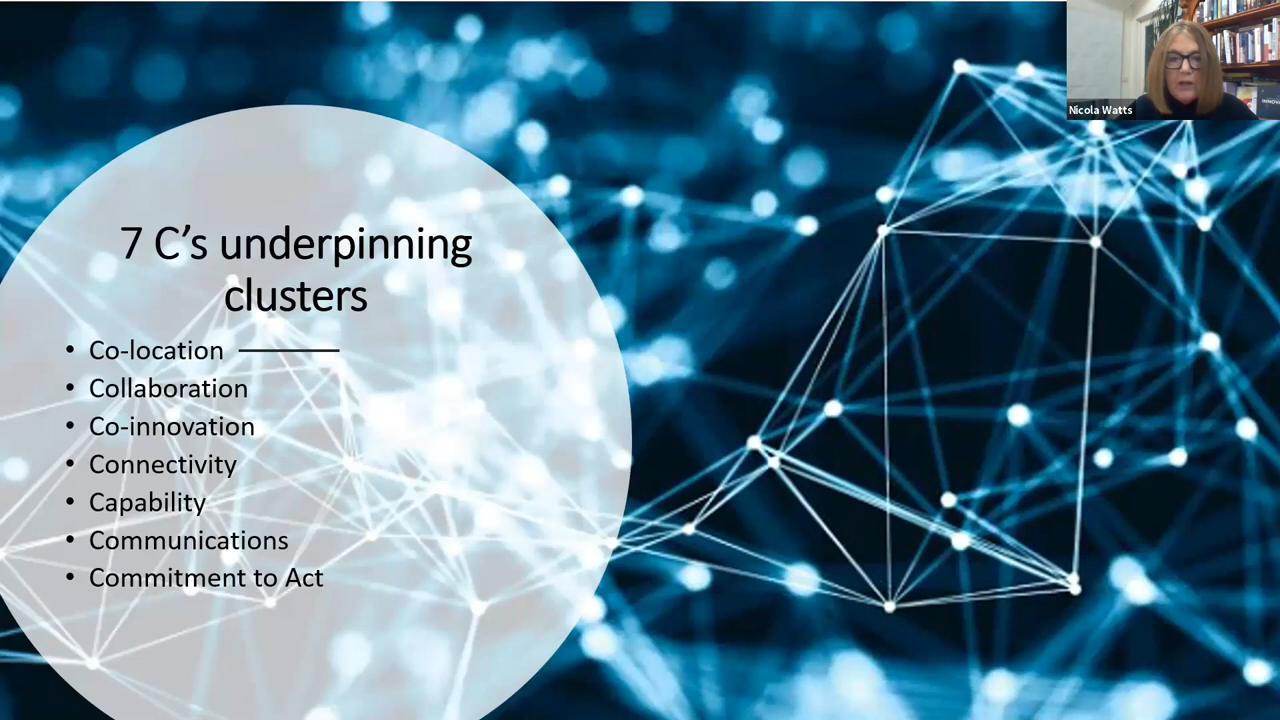 Nicola Watts
7 C’s underpinning
clusters
• Co-location
• Collaboration
• Co-innovation
• Connectivity
• Capability
• Communications
• Commitment to Act